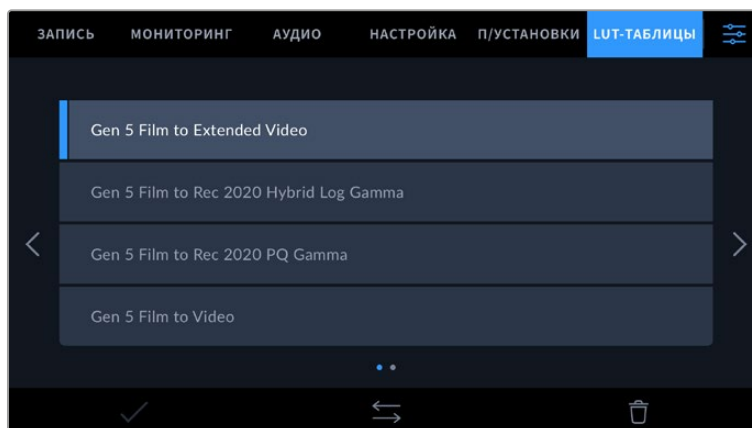 ЗАПИСЬ МОНИТОРИНГ АУДИО НАСТРОЙКА П/УСТАНОВКИ LUT-ТАБЛИЦЫ
Gen 5 Film to Extended Video
Gen 5 Film to Rec 2020 Hybrid Log Gamma
Gen 5 Film to Rec 2020 PQ Gamma
Gen 5 Film to Video